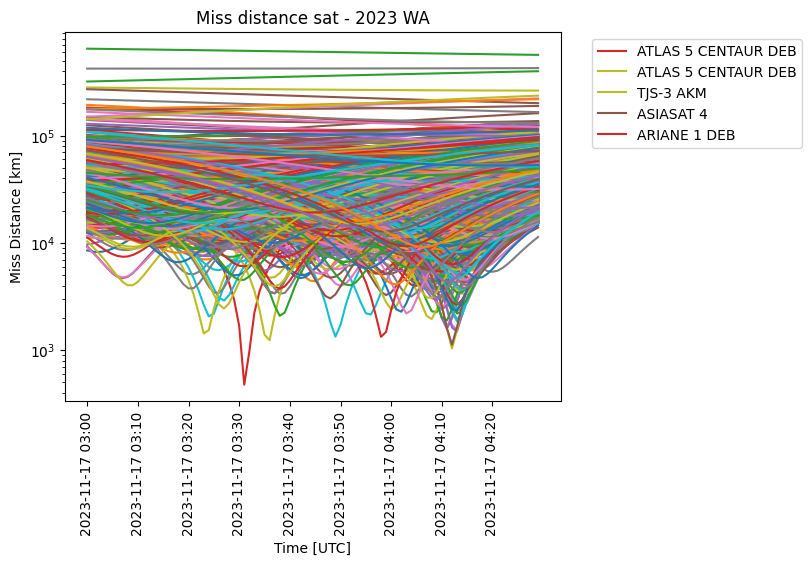 Miss distance sat - 2023 WA
ATLAS 5 CENTAUR DEB
ATLAS 5 CENTAUR DEB
TJS-3 AKM
ASIASAT 4
ARIANE 1 DEB
Miss Distance [km]
10^5
10^4
10^3
2023-11-17 03:00
2023-11-17 03:10
2023-11-17 03:20
2023-11-17 03:30
2023-11-17 03:40
2023-11-17 03:50
2023-11-17 04:00
2023-11-17 04:10
2023-11-17 04:20
Time [UTC]